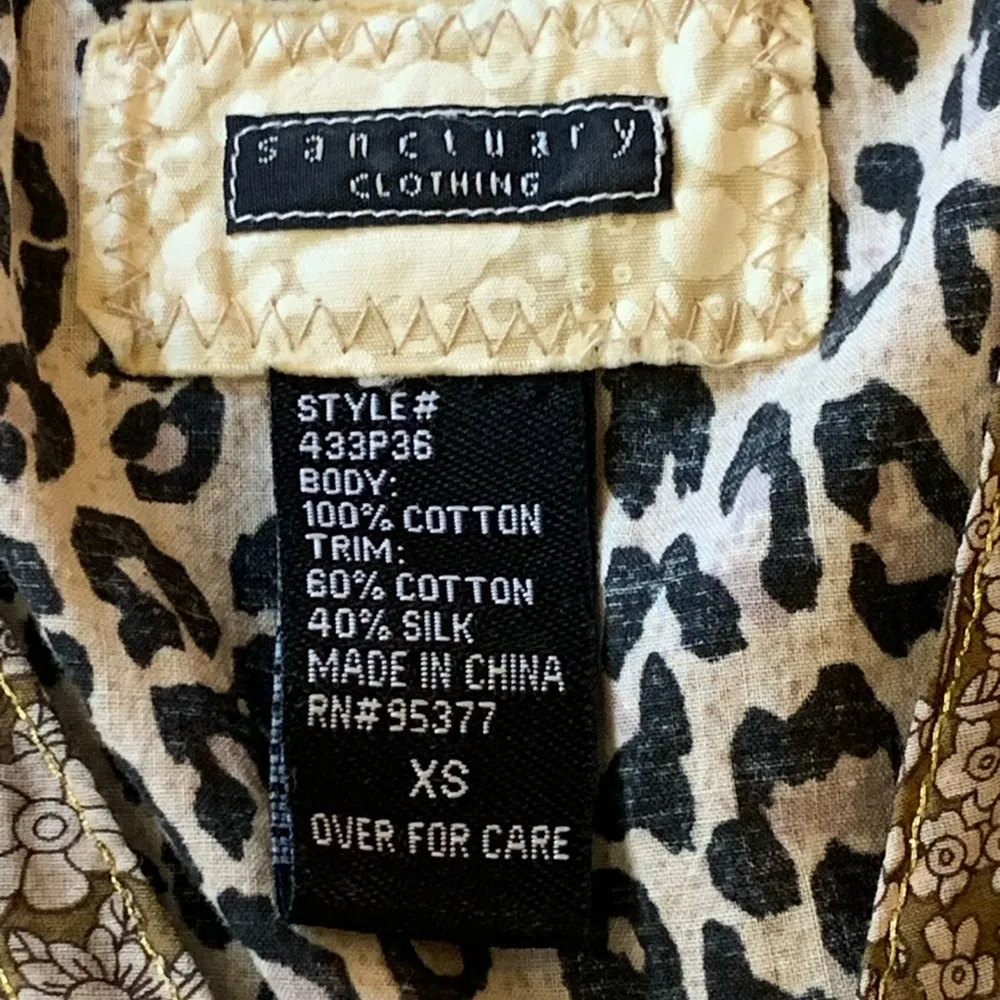 sanctuary
CLOTHING
STYLE#
433P36
BODY:
100% COTTON
TRIM:
60% COTTON
40% SILK
MADE IN CHINA
RN#95377
XS
OVER FOR CARE